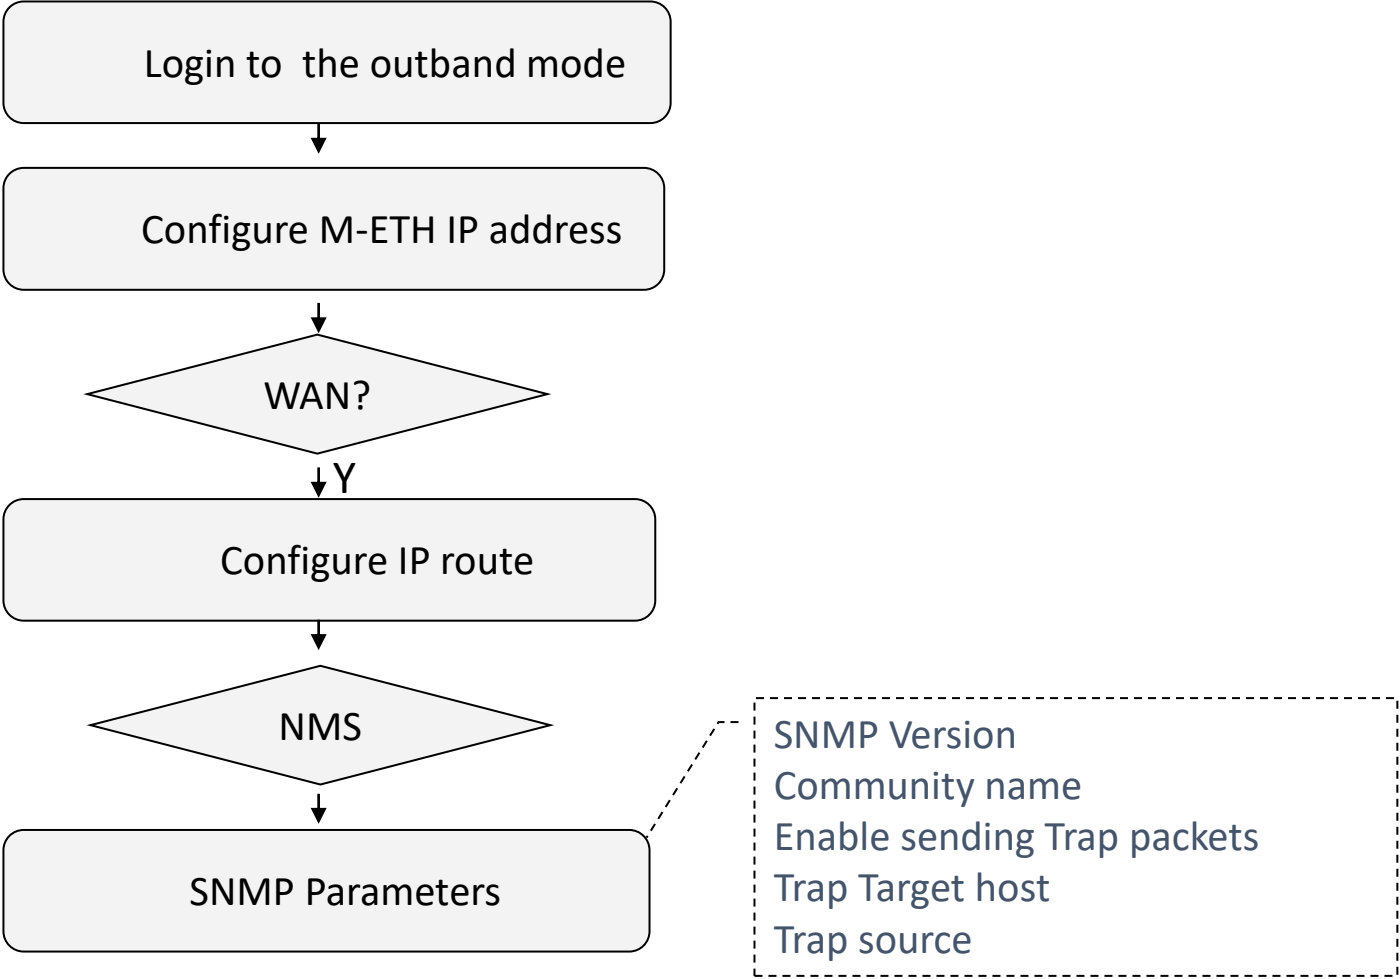 Login to the outband mode
Configure M-ETH IP address
WAN?
Y
Configure IP route
NMS
SNMP Parameters
SNMP Version
Community name
Enable sending Trap packets
Trap Target host
Trap source